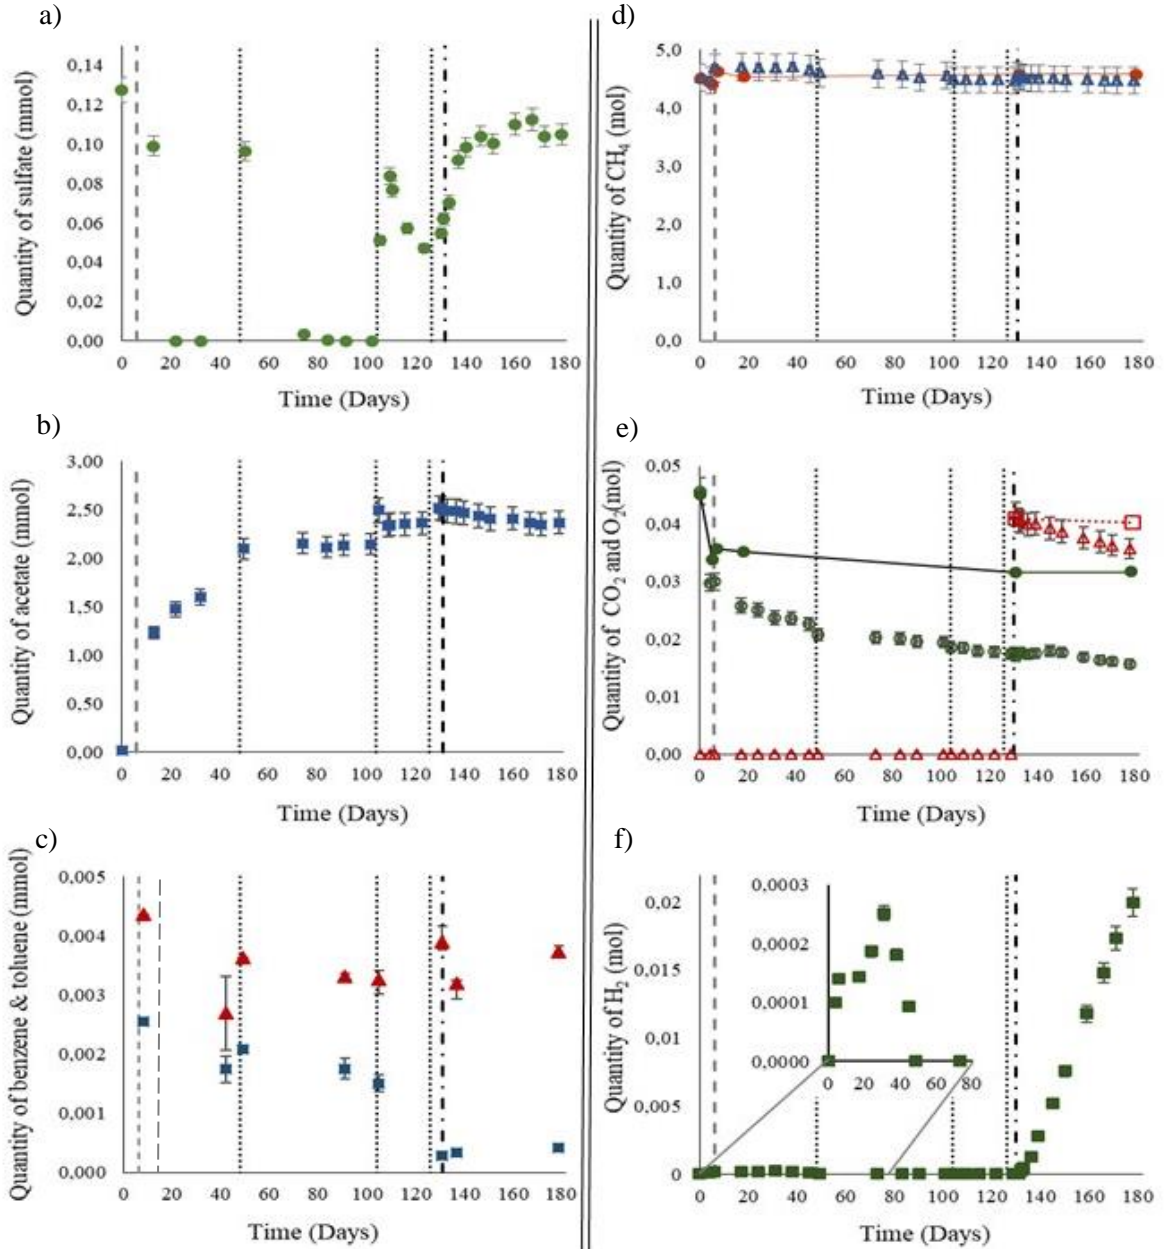 a)
Quantity of sulfate (mmol)
0.14
0.12
0.10
0.08
0.06
0.04
0.02
0.00
0 20 40 60 80 100 120 140 160 180
Time (Days)
b)
Quantity of acetate (mmol)
3.00
2.50
2.00
1.50
1.00
0.50
0.00
0 20 40 60 80 100 120 140 160 180
Time (Days)
c)
Quantity of benzene & toluene (mmol)
0,005
0,004
0,003
0,002
0,001
0,000
0 20 40 60 80 100 120 140 160 180
Time (Days)
d)
Quantity of CH₄ (mol)
5.0
4.0
3.0
2.0
1.0
0.0
0 20 40 60 80 100 120 140 160 180
Time (Days)
e)
Quantity of CO₂ and O₂(mol)
0,05
0,04
0,03
0,02
0,01
0,00
0 20 40 60 80 100 120 140 160 180
Time (Days)
f)
Quantity of H₂ (mol)
0,02
0,015
0,01
0,005
0
0 20 40 60 80 100 120 140 160 180
Time (Days)
0,0003
0,0002
0,0001
0,0000
0 20 40 60 80